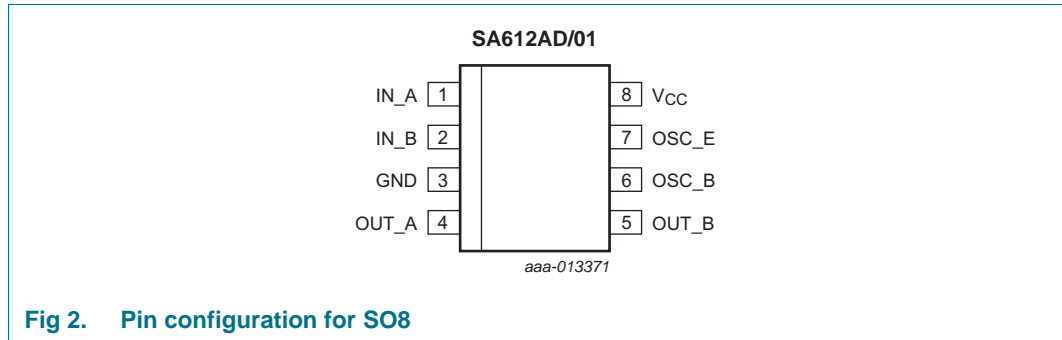 SA612AD/01
IN_A 1 8 VCC
IN_B 2 7 OSC_E
GND 3 6 OSC_B
OUT_A 4 5 OUT_B
aaa-013371
Fig 2. Pin configuration for SO8